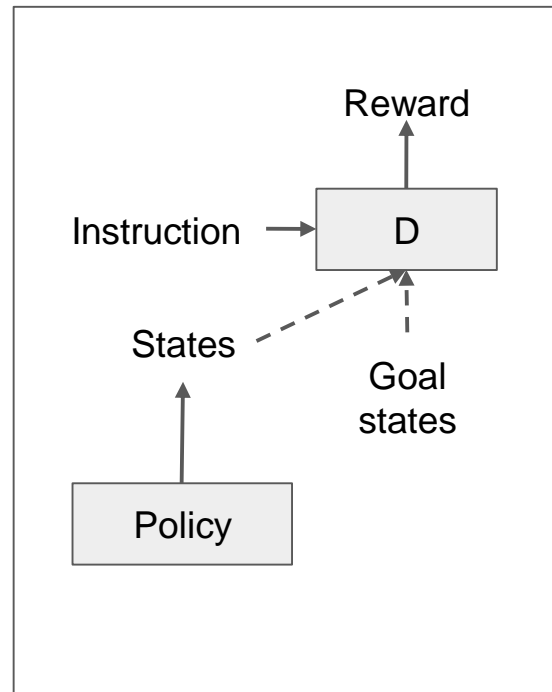 Reward
Instruction
D
States
Goal
states
Policy